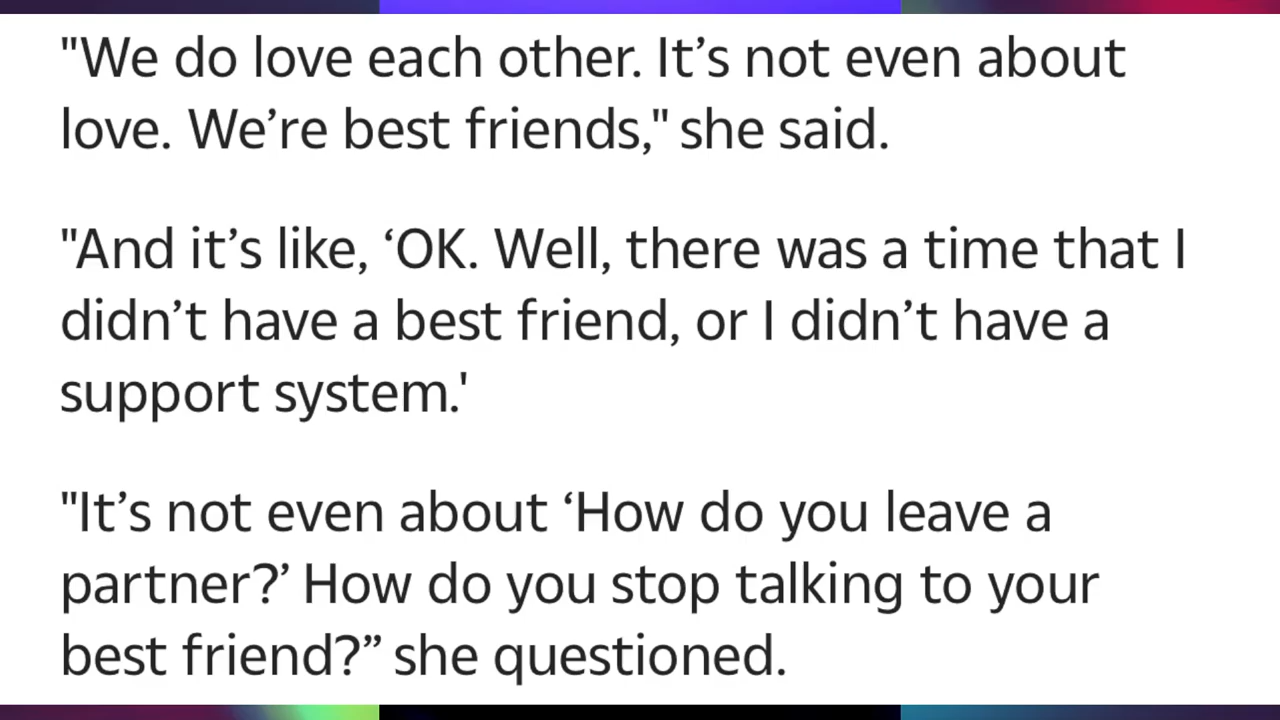 "We do love each other. It’s not even about
love. We’re best friends," she said.
"And it’s like, ‘OK. Well, there was a time that I
didn’t have a best friend, or I didn’t have a
support system.'
"It’s not even about ‘How do you leave a
partner?’ How do you stop talking to your
best friend?” she questioned.